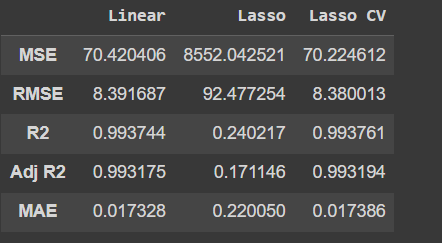 Linear Lasso Lasso CV
MSE 70.420406 8552.042521 70.224612
RMSE 8.391687 92.477254 8.380013
R2 0.993744 0.240217 0.993761
Adj R2 0.993175 0.171146 0.993194
MAE 0.017328 0.220050 0.017386